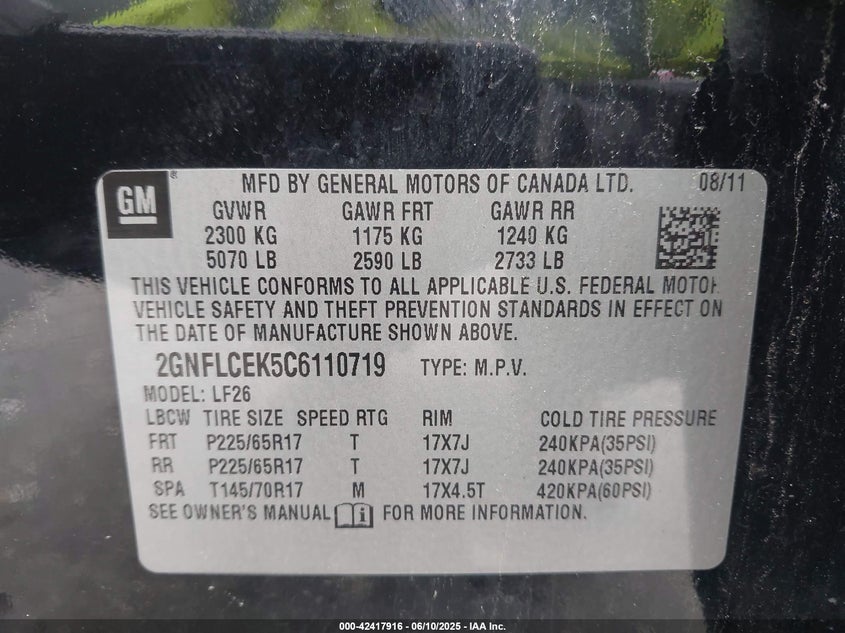 GM ® MFD BY GENERAL MOTORS OF CANADA LTD. 08/11
GVWR GAWR FRT GAWR RR
2300 KG 1175 KG 1240 KG
5070 LB 2590 LB 2733 LB
THIS VEHICLE CONFORMS TO ALL APPLICABLE U.S. FEDERAL MOTOR
VEHICLE SAFETY AND THEFT PREVENTION STANDARDS IN EFFECT ON
THE DATE OF MANUFACTURE SHOWN ABOVE.
2GNFLCEK5C6110719 TYPE: M.P.V.
MODEL: LF26
LBCW TIRE SIZE SPEED RTG RIM COLD TIRE PRESSURE
FRT P225/65R17 T 17X7J 240KPA(35PSI)
RR P225/65R17 T 17X7J 240KPA(35PSI)
SPA T145/70R17 M 17X4.5T 420KPA(60PSI)
SEE OWNER'S MANUAL i FOR MORE INFORMATION.
000-42417916 - 06/10/2025 - IAA Inc.